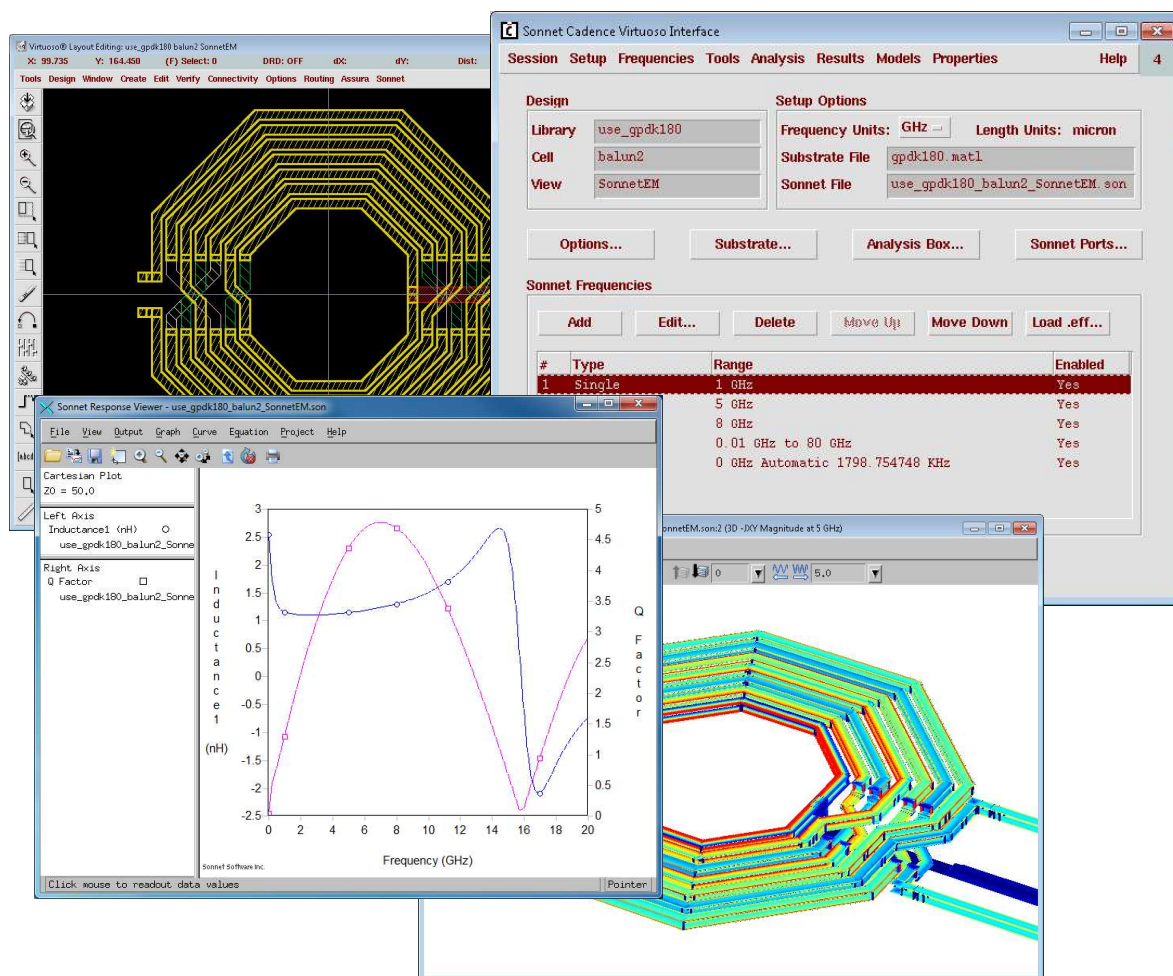 Virtuoso® Layout Editing: use_gpdk180 balun2 SonnetEM
X: 99.735 Y: 164.450 (F) Select: 0 DRD: OFF dX: dY: Dist:
Tools Design Window Create Edit Verify Connectivity Options Routing Assura Sonnet
Sonnet Cadence Virtuoso Interface
Session Setup Frequencies Tools Analysis Results Models Properties Help 4
Design
Library use_gpdk180
Cell balun2
View SonnetEM
Setup Options
Frequency Units: GHz Length Units: micron
Substrate File gpdk180.matl
Sonnet File use_gpdk180_balun2_SonnetEM.son
Options... Substrate... Analysis Box... Sonnet Ports...
Sonnet Frequencies
Add Edit... Delete Move Up Move Down Load .eff...
# Type Range Enabled
1 Single 1 GHz Yes
5 GHz Yes
8 GHz Yes
0.01 GHz to 80 GHz Yes
0 GHz Automatic 1798.754748 KHz Yes
Sonnet Response Viewer - use_gpdk180_balun2_SonnetEM.son
File View Output Graph Curve Equation Project Help
Cartesian Plot
Z0 = 50.0
Left Axis
Inductance1 (nH)
use_gpdk180_balun2_Sonne
Right Axis
Q Factor
use_gpdk180_balun2_Sonne
3
2.5
2
1.5
1
0.5
0
-0.5
-1
-1.5
-2
-2.5
Inductance1
(nH)
5
4.5
4
3.5
3
2.5
2
1.5
1
0.5
0
Q Factor
0 2 4 6 8 10 12 14 16 18 20
Frequency (GHz)
Sonnet Software Inc.
Click mouse to readout data values Pointer
onnetEM.son:2 (3D -JXY Magnitude at 5 GHz)
0 5.0